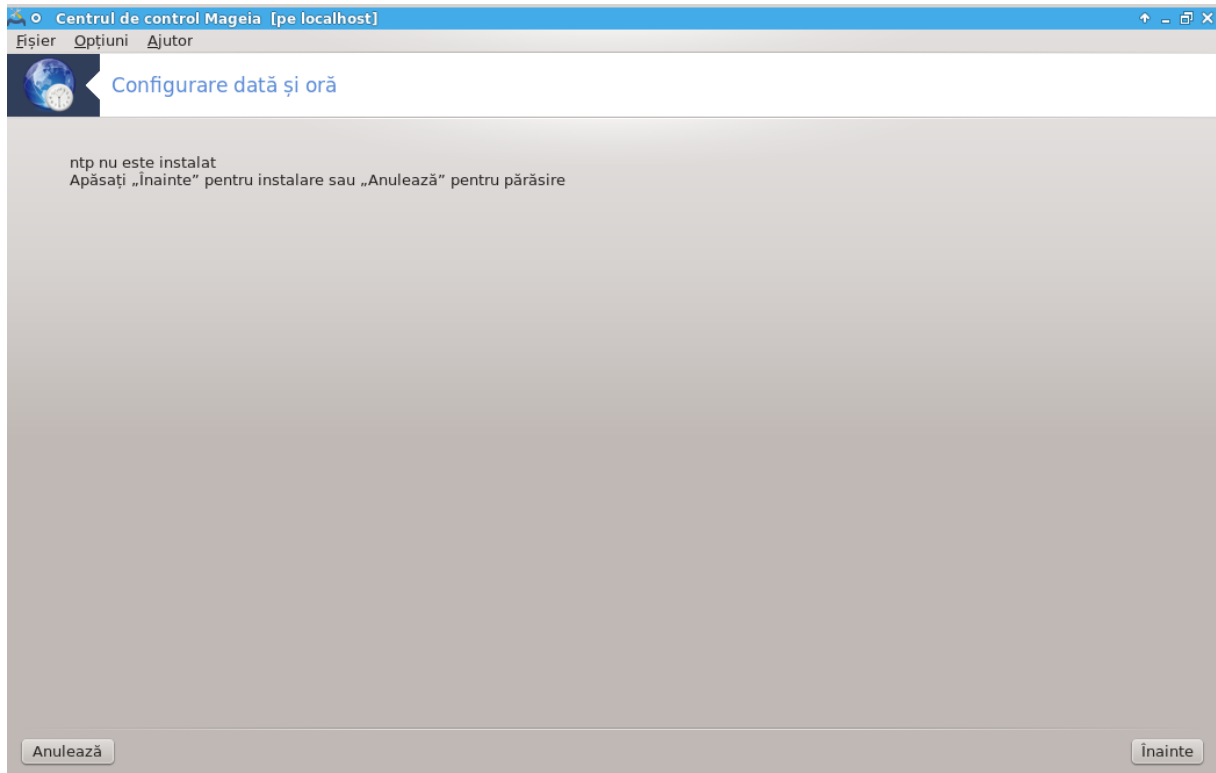 Centrul de control Mageia [pe localhost]
Fișier Opțiuni Ajutor
Configurare dată și oră
ntp nu este instalat
Apăsați „Înainte” pentru instalare sau „Anulează” pentru părăsire
Anulează Înainte